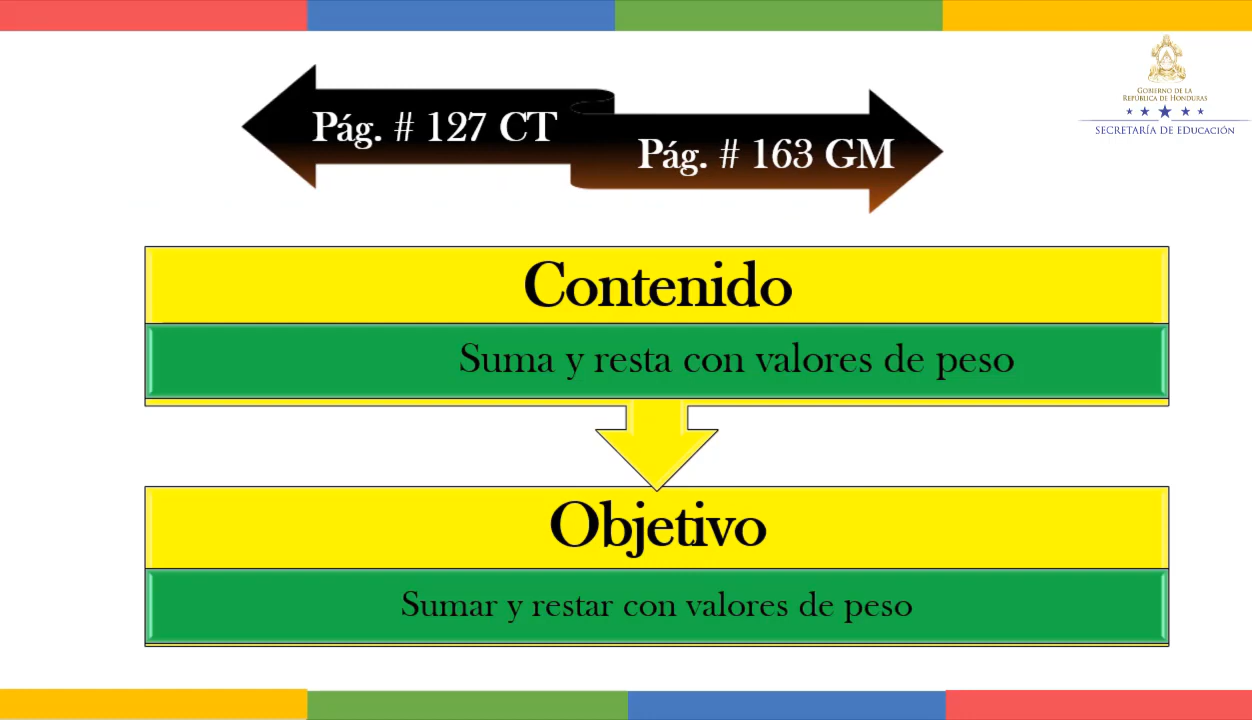 Pág. # 127 CT
Pág. # 163 GM
GOBIERNO DE LA
REPÚBLICA DE HONDURAS
SECRETARÍA DE EDUCACIÓN
Contenido
Suma y resta con valores de peso
Objetivo
Sumar y restar con valores de peso